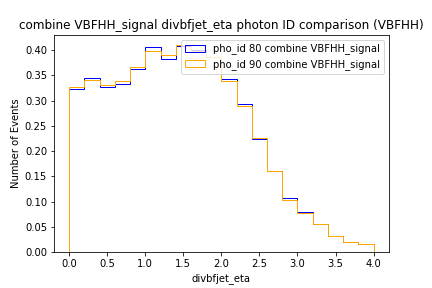 combine VBFHH_signal divbfjet_eta photon ID comparison (VBFHH)
pho_id 80 combine VBFHH_signal
pho_id 90 combine VBFHH_signal
Number of Events
0.40
0.35
0.30
0.25
0.20
0.15
0.10
0.05
0.00
0.0 0.5 1.0 1.5 2.0 2.5 3.0 3.5 4.0
divbfjet_eta